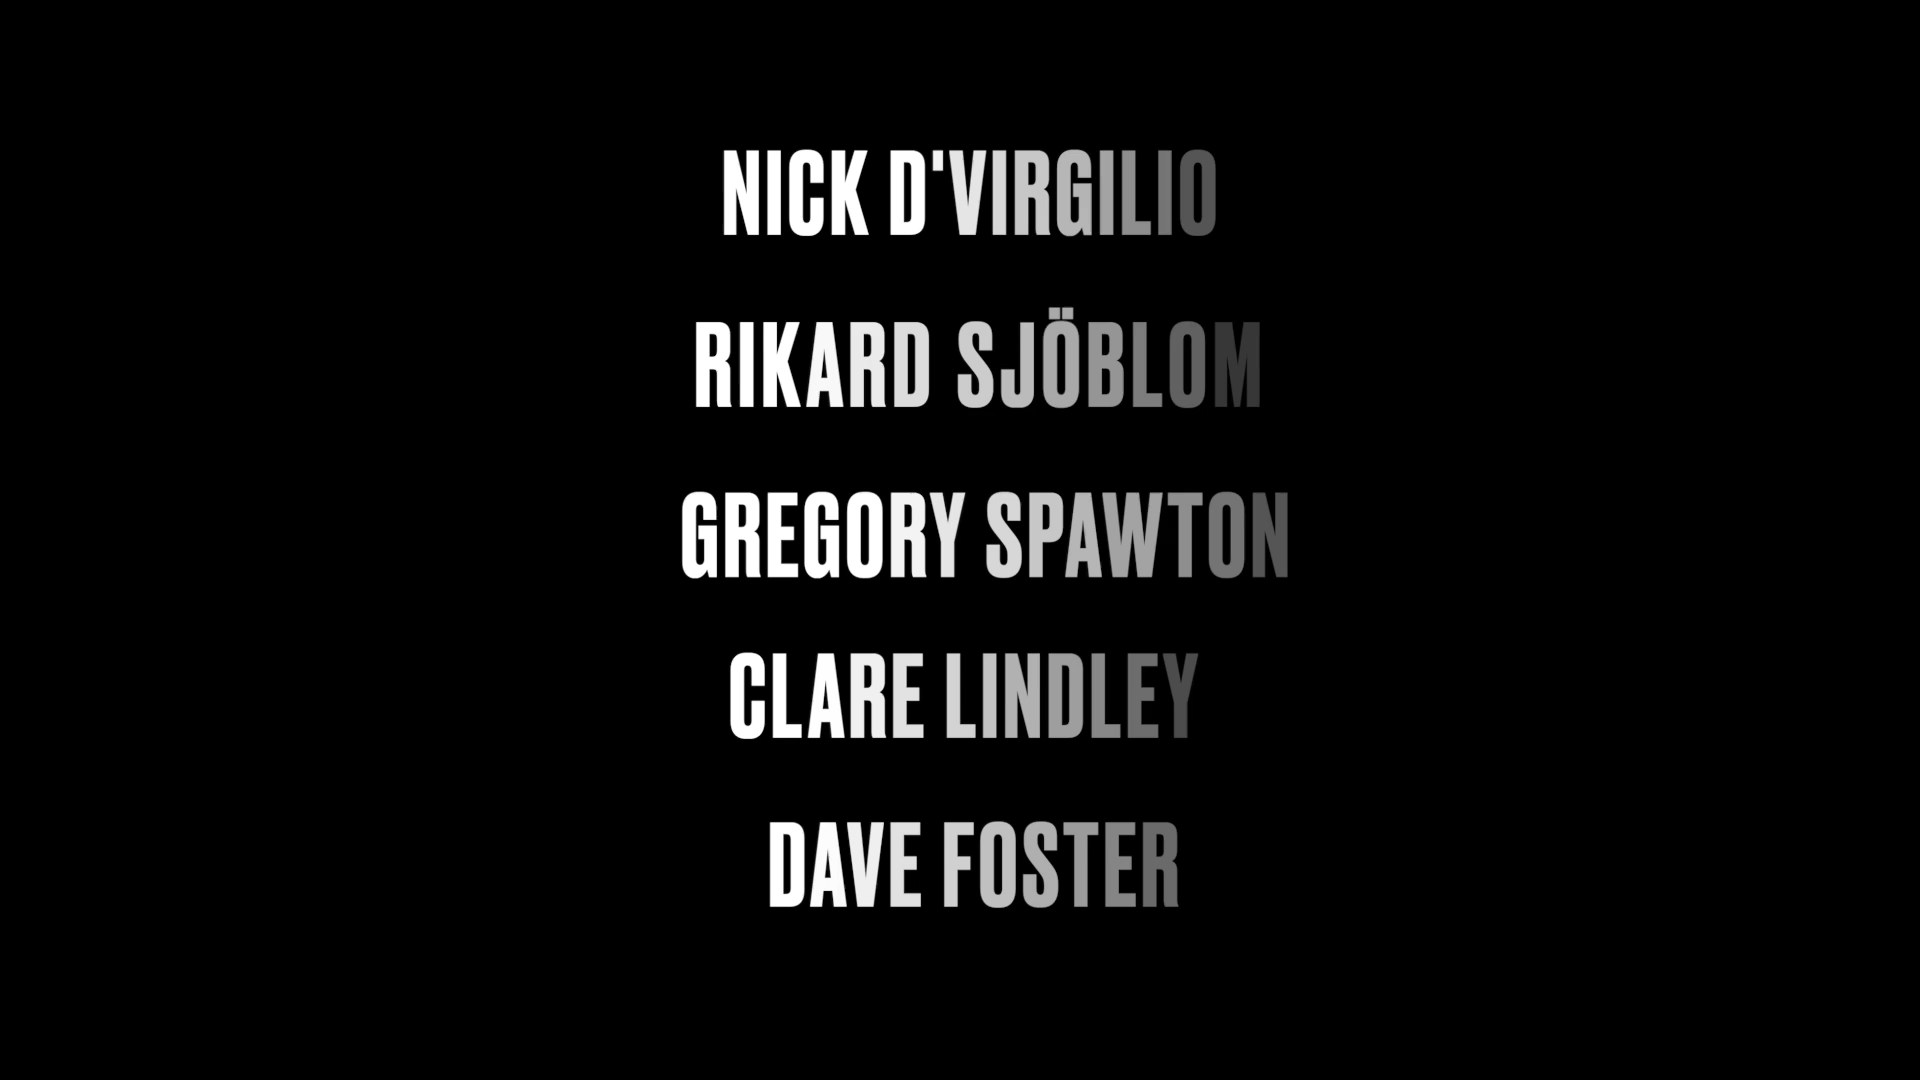 NICK D'VIRGILIO
RIKARD SJÖBLOM
GREGORY SPAWTON
CLARE LINDLEY
DAVE FOSTER